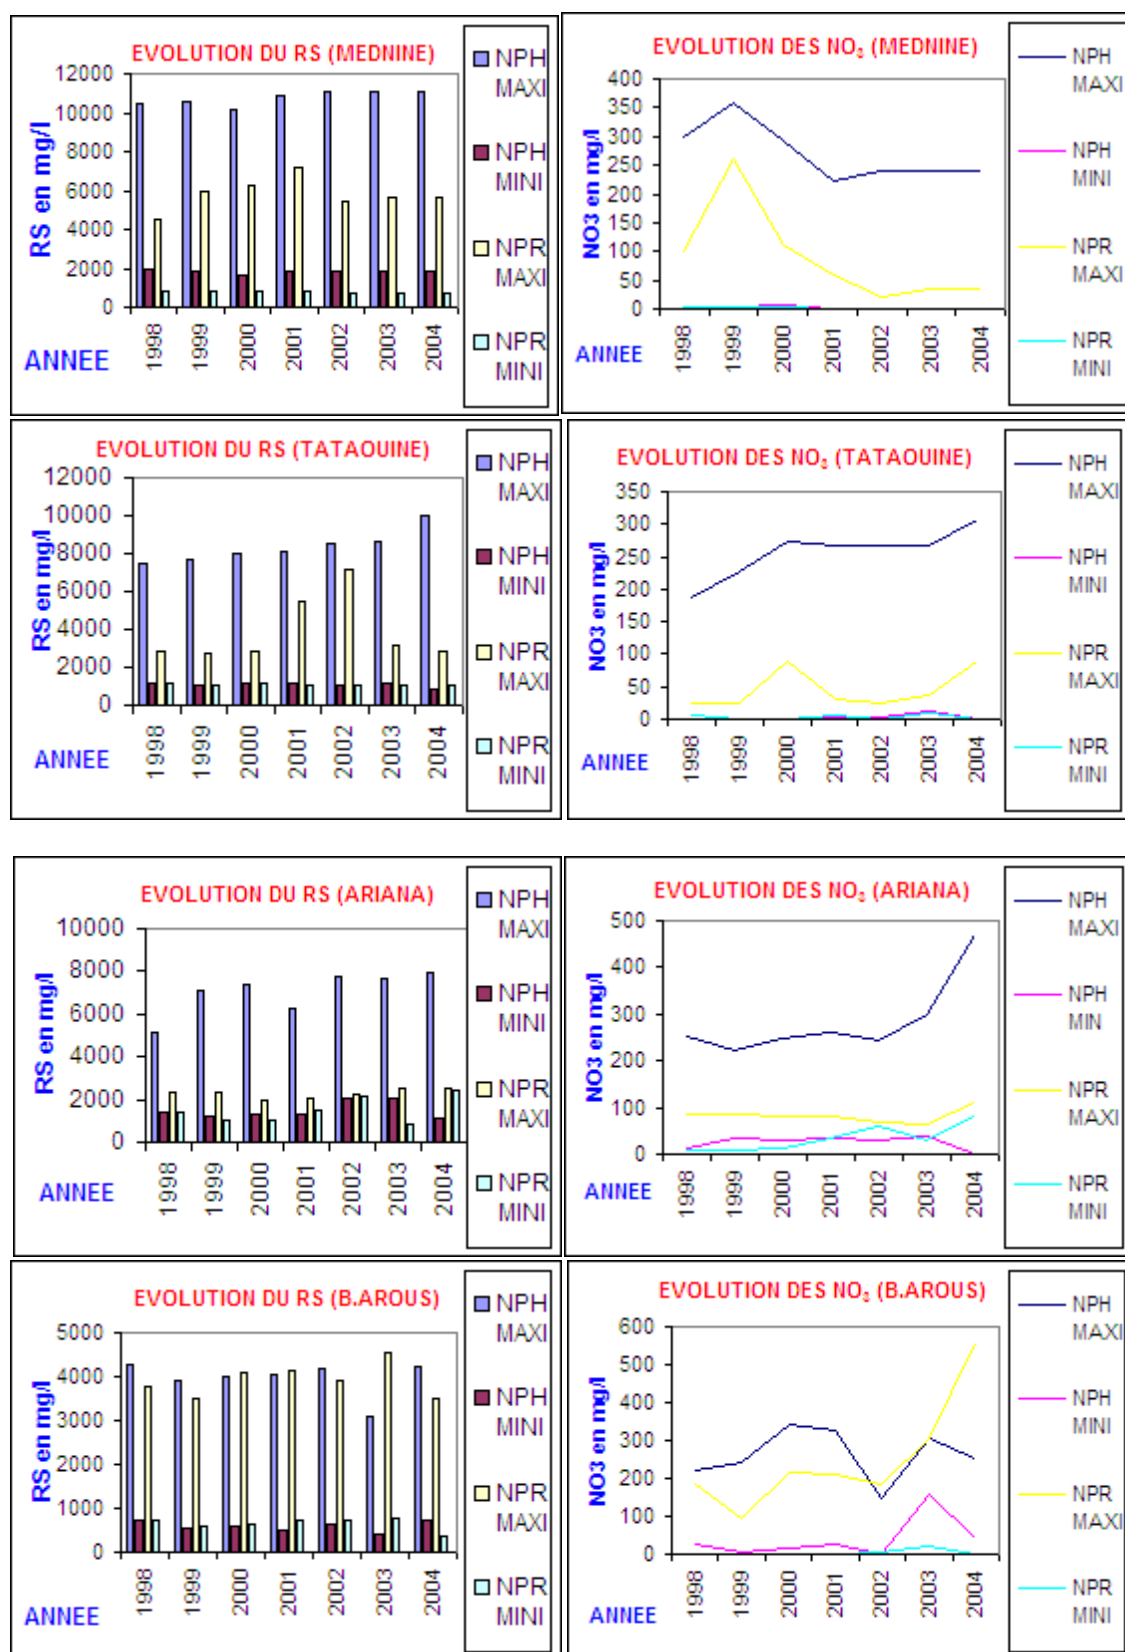 EVOLUTION DU RS (MEDNINE)
RS en mg/l
12000
10000
8000
6000
4000
2000
0
1998
1999
2000
2001
2002
2003
2004
ANNEE
NPH
MAXI
NPH
MINI
NPR
MAXI
NPR
MINI
EVOLUTION DES NO₃ (MEDNINE)
NO3 en mg/l
400
350
300
250
200
150
100
50
0
1998
1999
2000
2001
2002
2003
2004
ANNEE
NPH
MAXI
NPH
MINI
NPR
MAXI
NPR
MINI
EVOLUTION DU RS (TATAOUINE)
RS en mg/l
12000
10000
8000
6000
4000
2000
0
1998
1999
2000
2001
2002
2003
2004
ANNEE
NPH
MAXI
NPH
MINI
NPR
MAXI
NPR
MINI
EVOLUTION DES NO₃ (TATAOUINE)
NO3 en mg/l
350
300
250
200
150
100
50
0
1998
1999
2000
2001
2002
2003
2004
ANNEE
NPH
MAXI
NPH
MINI
NPR
MAXI
NPR
MINI
EVOLUTION DU RS (ARIANA)
RS en mg/l
10000
8000
6000
4000
2000
0
1998
1999
2000
2001
2002
2003
2004
ANNEE
NPH
MAXI
NPH
MINI
NPR
MAXI
NPR
MINI
EVOLUTION DES NO₃ (ARIANA)
NO3 en mg/l
500
400
300
200
100
0
1998
1999
2000
2001
2002
2003
2004
ANNEE
NPH
MAXI
NPH
MIN
NPR
MAXI
NPR
MINI
EVOLUTION DU RS (B.AROUS)
RS en mg/l
5000
4000
3000
2000
1000
0
1998
1999
2000
2001
2002
2003
2004
ANNEE
NPH
MAXI
NPH
MINI
NPR
MAXI
NPR
MINI
EVOLUTION DES NO₃ (B.AROUS)
NO3 en mg/l
600
500
400
300
200
100
0
1998
1999
2000
2001
2002
2003
2004
ANNEE
NPH
MAXI
NPH
MINI
NPR
MAXI
NPR
MINI